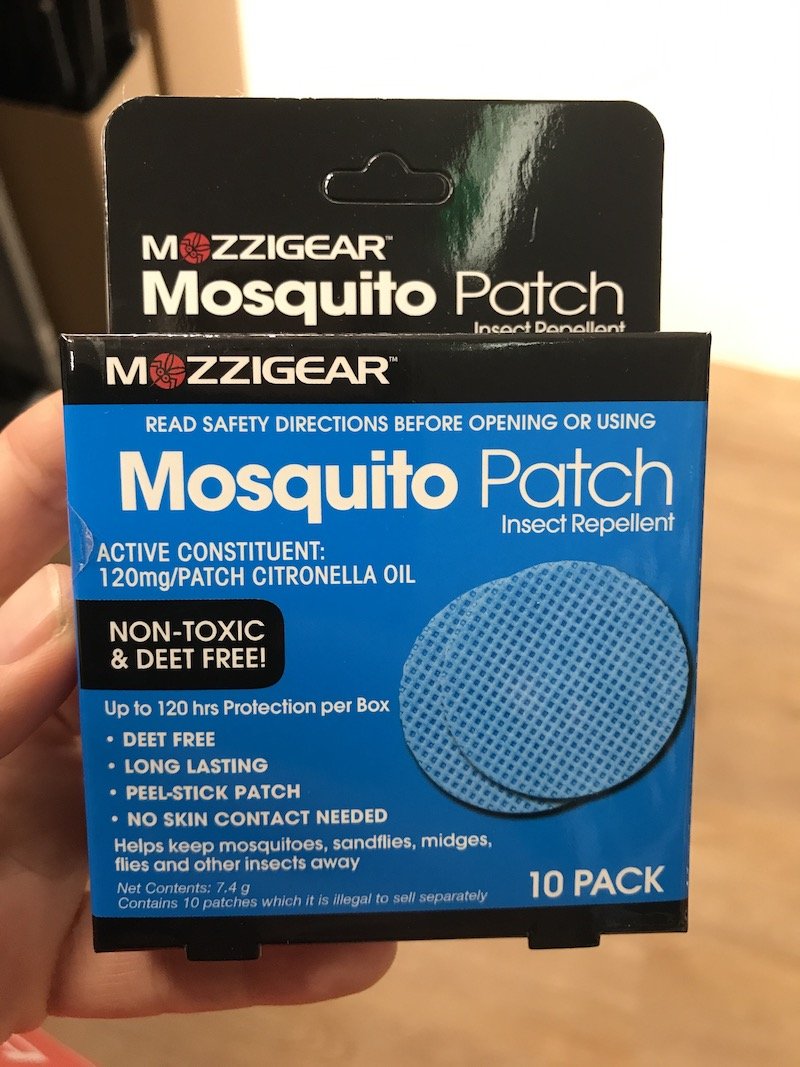 MOZZIGEAR™
Mosquito Patch
Insect Repellent
MOZZIGEAR™
READ SAFETY DIRECTIONS BEFORE OPENING OR USING
Mosquito Patch
Insect Repellent
ACTIVE CONSTITUENT:
120mg/PATCH CITRONELLA OIL
NON-TOXIC
& DEET FREE!
Up to 120 hrs Protection per Box
• DEET FREE
• LONG LASTING
• PEEL-STICK PATCH
• NO SKIN CONTACT NEEDED
Helps keep mosquitoes, sandflies, midges,
flies and other insects away
Net Contents: 7.4 g
Contains 10 patches which it is illegal to sell separately
10 PACK